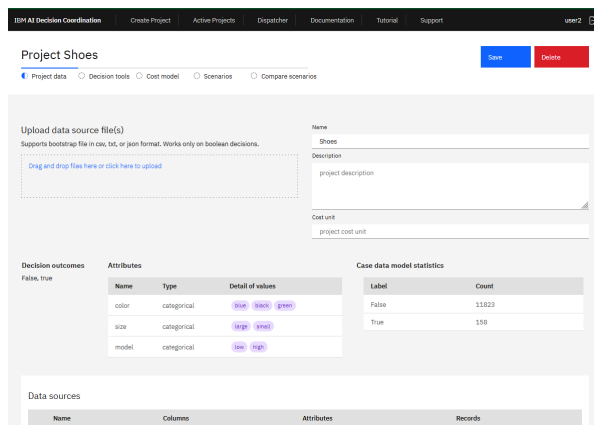 IBM AI Decision Coordination Create Project Active Projects Dispatcher Documentation Tutorial Support user2
Project Shoes
Save Delete
Project data Decision tools Cost model Scenarios Compare scenarios
Upload data source file(s)
Supports bootstrap file in csv, txt, or json format. Works only on boolean decisions.
Drag and drop files here or click here to upload
Name
Shoes
Description
project description
Cost unit
project cost unit
Decision outcomes
False, true
Attributes
Name Type Detail of values
color categorical blue black green
size categorical large small
model categorical low high
Case data model statistics
Label Count
False 11823
True 158
Data sources
Name Columns Attributes Records